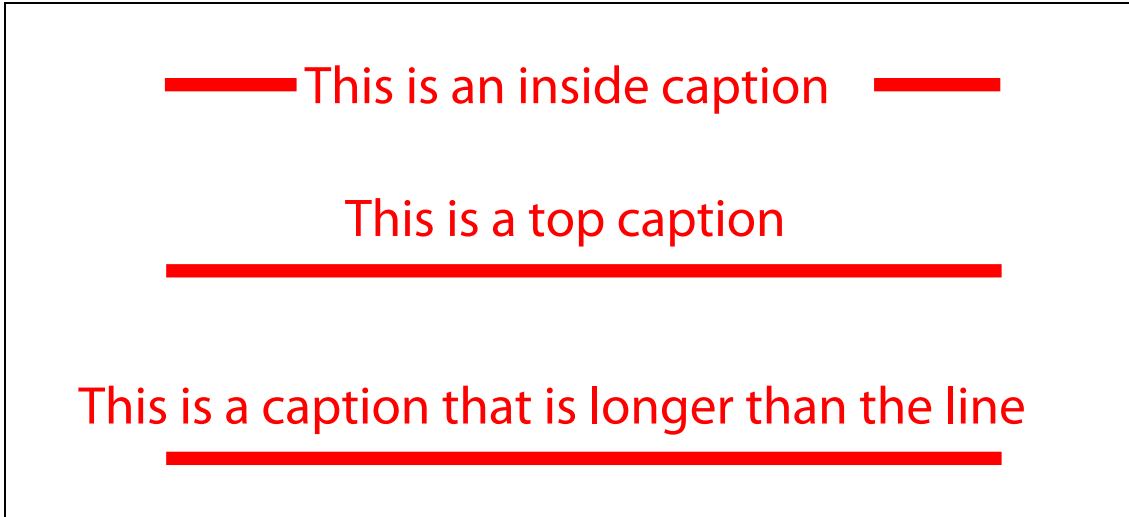 This is an inside caption
This is a top caption
This is a caption that is longer than the line